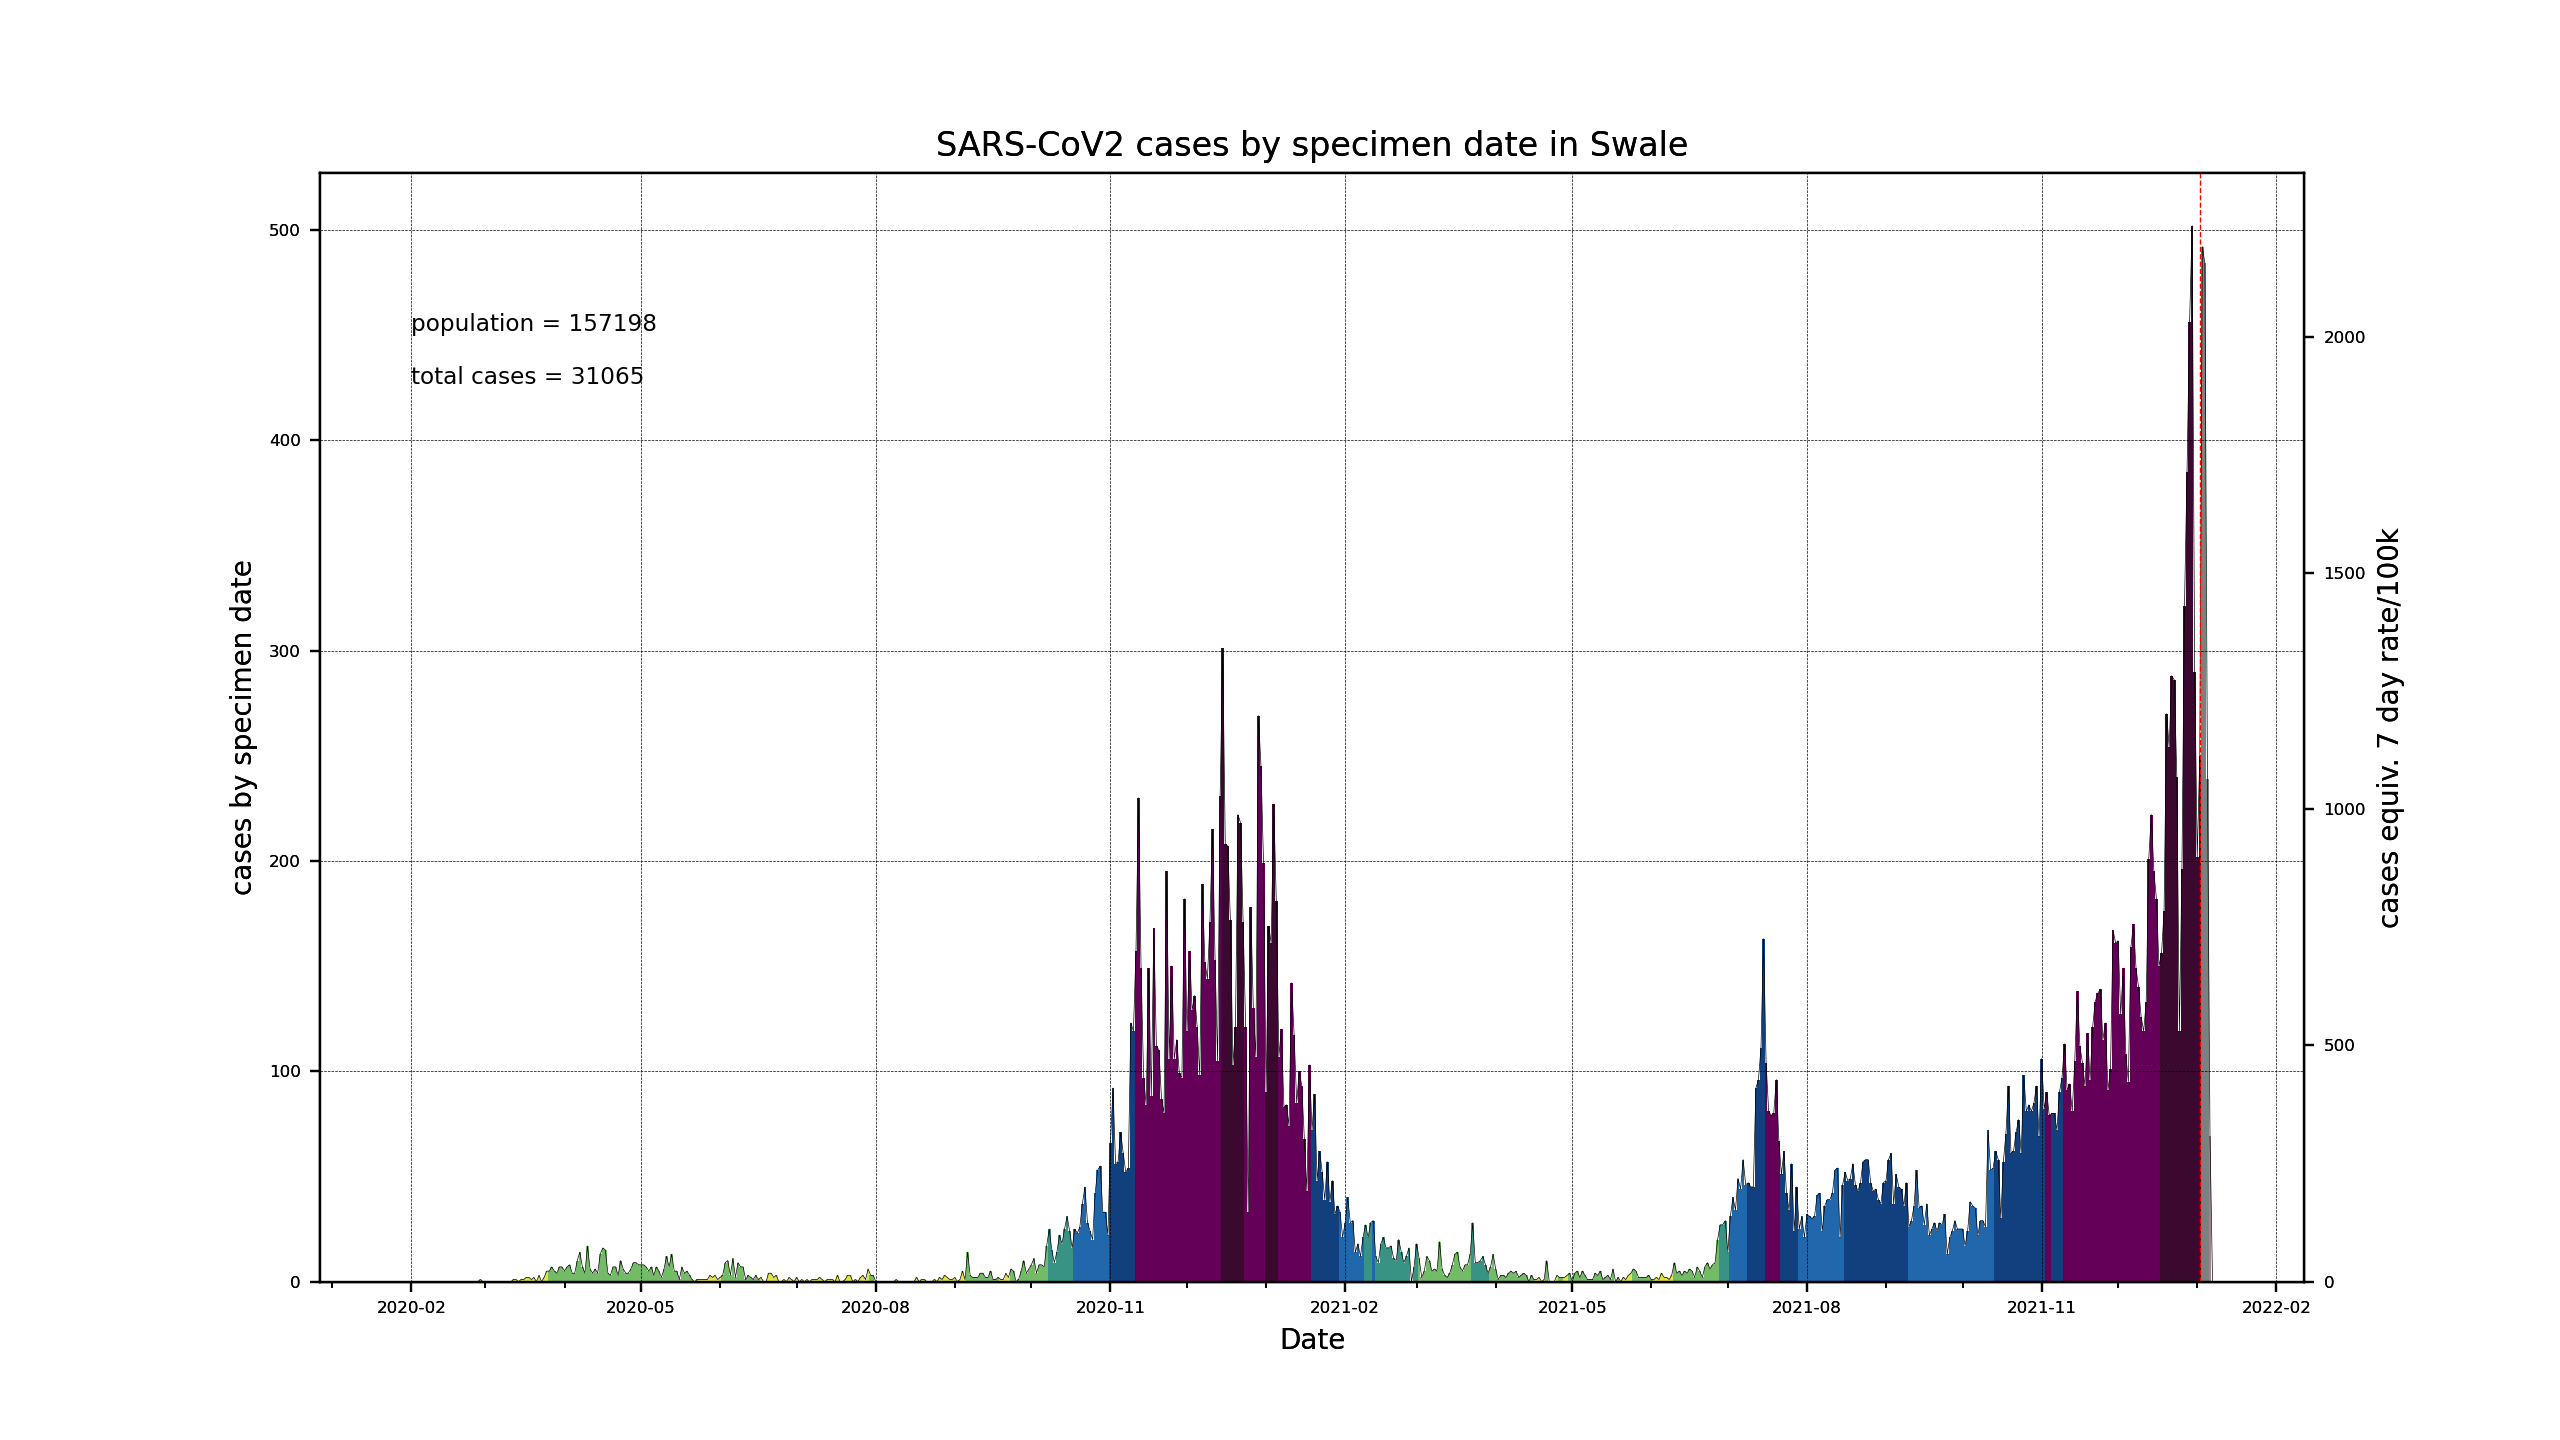 SARS-CoV2 cases by specimen date in Swale
population = 157198
total cases = 31065
cases by specimen date
500
400
300
200
100
0
cases equiv. 7 day rate/100k
2000
1500
1000
500
0
2020-02 2020-05 2020-08 2020-11 2021-02 2021-05 2021-08 2021-11 2022-02
Date